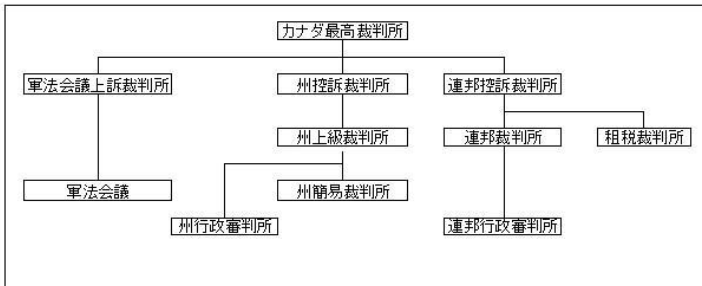 カナダ最高裁判所
軍法会議上訴裁判所
州控訴裁判所
連邦控訴裁判所
州上級裁判所
連邦裁判所
租税裁判所
軍法会議
州簡易裁判所
州行政審判所
連邦行政審判所